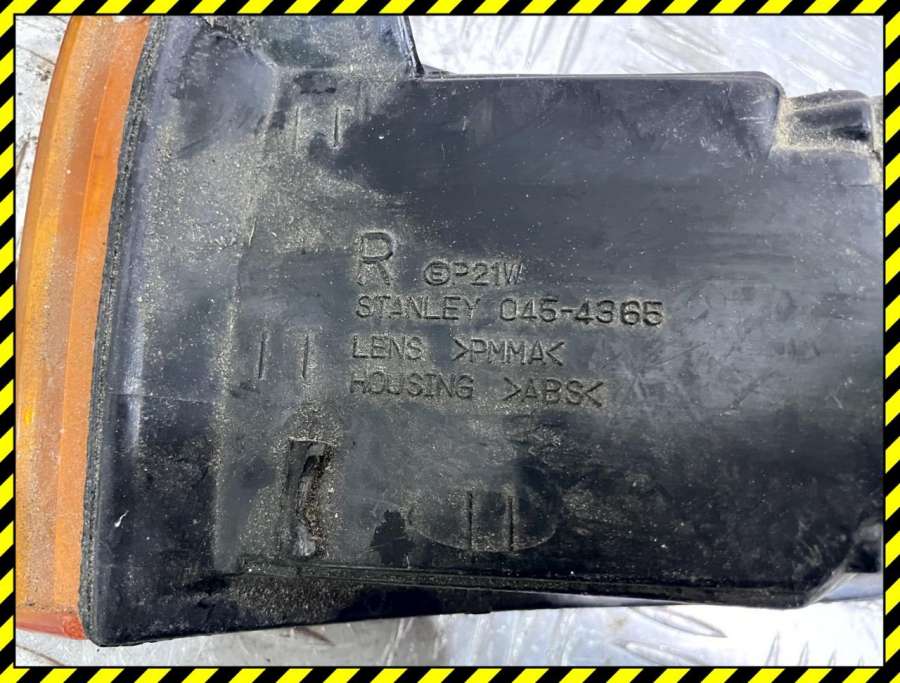 R ⒺP21W
STANLEY 045-4365
LENS >PMMA<
HOUSING >ABS<